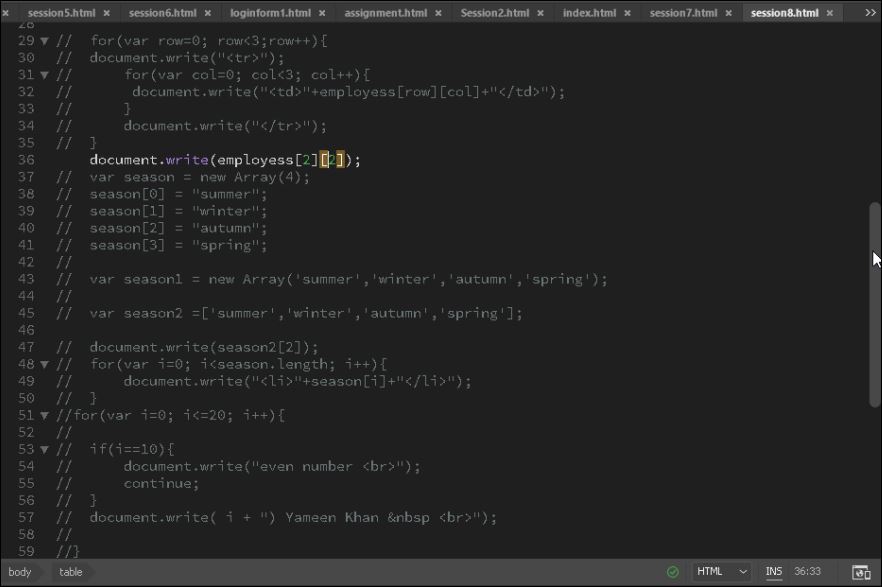 session5.html × session6.html × loginform1.html × assignment.html × Session2.html × index.html × session7.html × session8.html ×
28
29 // for(var row=0; row<3;row++){
30 // document.write("<tr>");
31 // for(var col=0; col<3; col++){
32 // document.write("<td>"+employess[row][col]+"</td>");
33 // }
34 // document.write("</tr>");
35 // }
36 document.write(employess[2][2]);
37 // var season = new Array(4);
38 // season[0] = "summer";
39 // season[1] = "winter";
40 // season[2] = "autumn";
41 // season[3] = "spring";
42 //
43 // var season1 = new Array('summer','winter','autumn','spring');
44 //
45 // var season2 =['summer','winter','autumn','spring'];
46
47 // document.write(season2[2]);
48 // for(var i=0; i<season.length; i++){
49 // document.write("<li>"+season[i]+"</li>");
50 // }
51 //for(var i=0; i<=20; i++){
52 //
53 // if(i==10){
54 // document.write("even number <br>");
55 // continue;
56 // }
57 // document.write( i + ") Yameen Khan &nbsp <br>");
58 //
59 //}
body table HTML INS 36:33